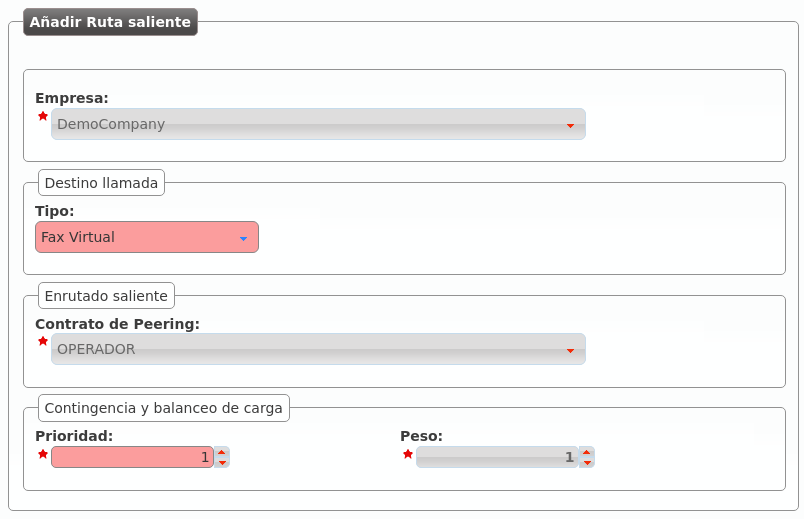 Añadir Ruta saliente
Empresa:
DemoCompany
Destino llamada
Tipo:
Fax Virtual
Enrutado saliente
Contrato de Peering:
OPERADOR
Contingencia y balanceo de carga
Prioridad: Peso:
1 1